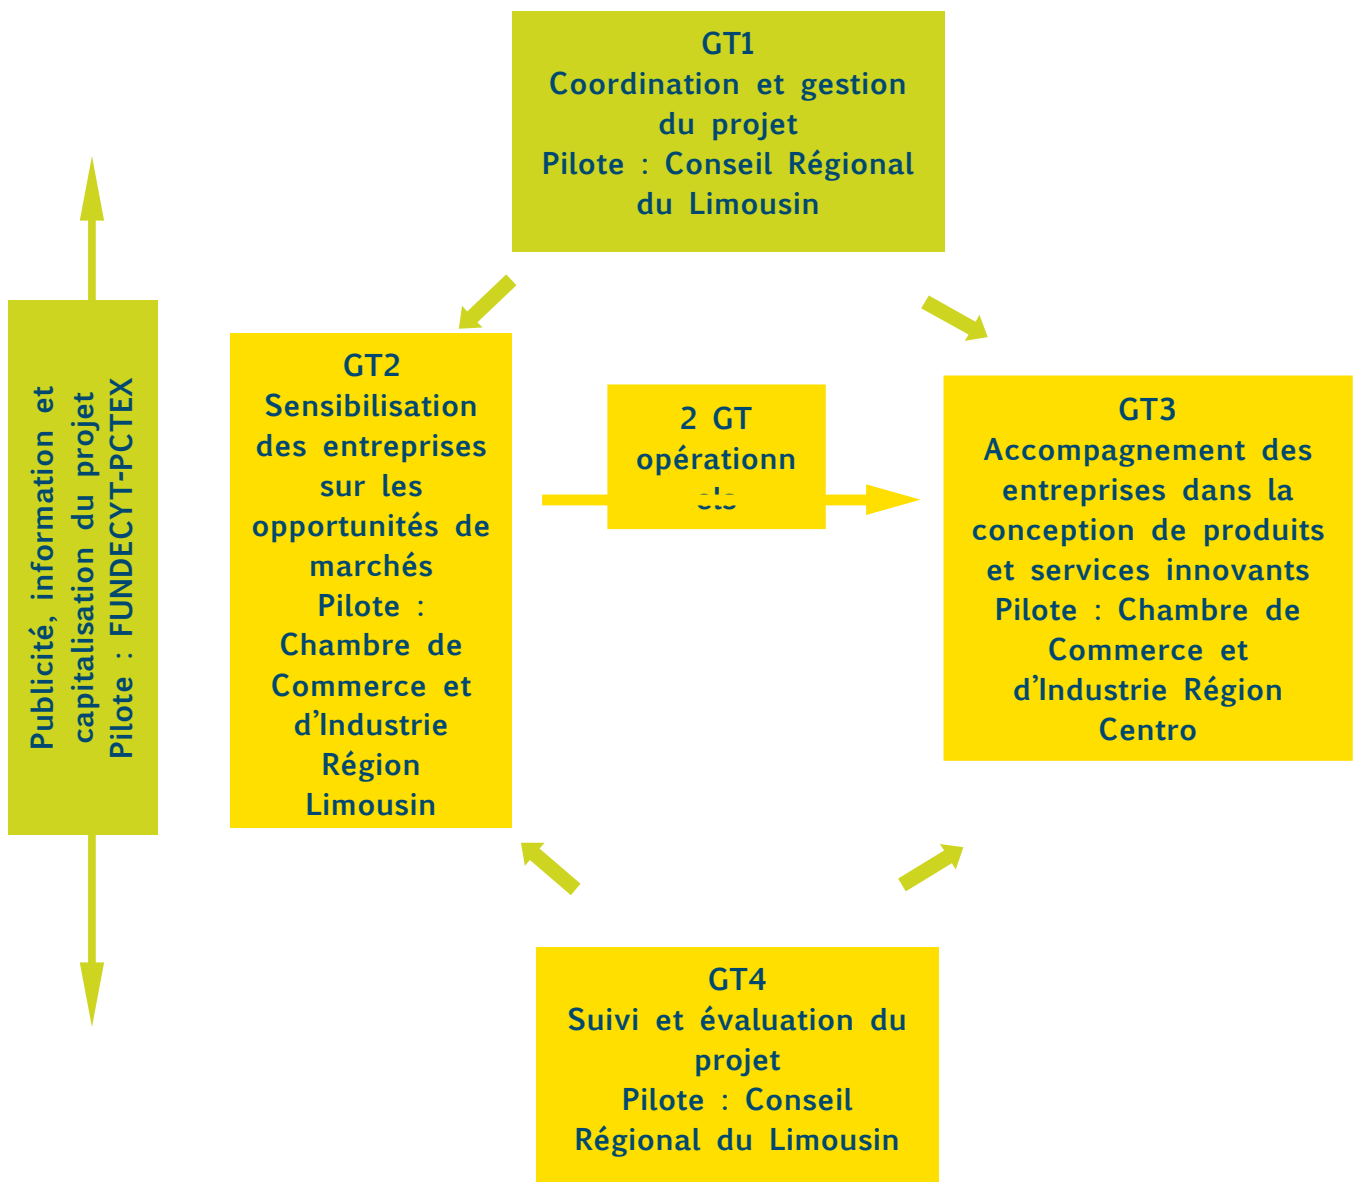 GT1
Coordination et gestion
du projet
Pilote : Conseil Régional
du Limousin
Publicité, information et
capitalisation du projet
Pilote : FUNDECYT-PCTEX
GT2
Sensibilisation
des entreprises
sur les
opportunités de
marchés
Pilote :
Chambre de
Commerce et
d'Industrie
Région
Limousin
2 GT
opérationn
els
GT3
Accompagnement des
entreprises dans la
conception de produits
et services innovants
Pilote : Chambre de
Commerce et
d'Industrie Région
Centro
GT4
Suivi et évaluation du
projet
Pilote : Conseil
Régional du Limousin